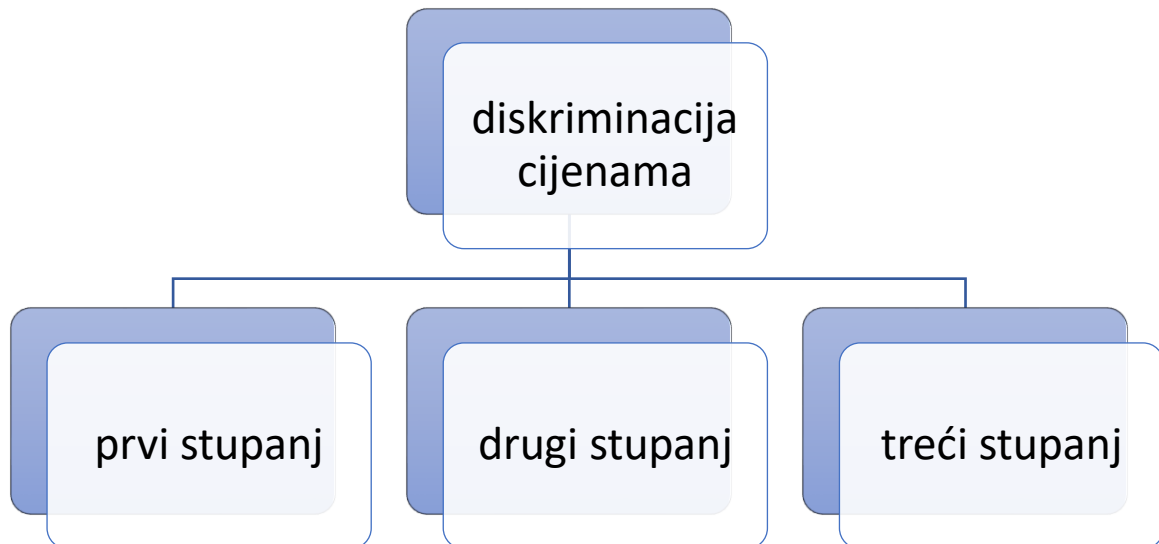 diskriminacija
cijenama
prvi stupanj
drugi stupanj
treći stupanj